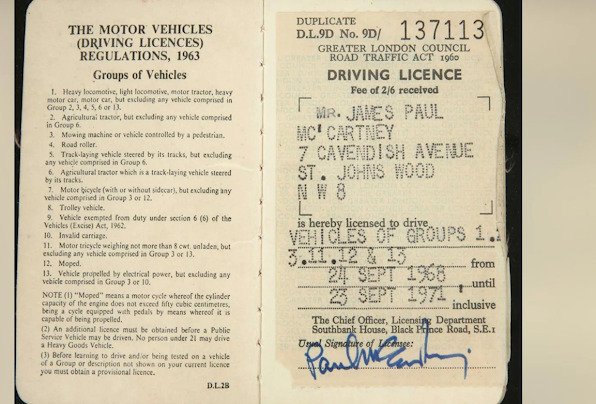 THE MOTOR VEHICLES
(DRIVING LICENCES)
REGULATIONS, 1963
Groups of Vehicles
1. Heavy locomotive, light locomotive, motor tractor, heavy
motor car, motor car, but excluding any vehicle comprised in
Group 2, 3, 4, 5, 6 or 13.
2. Agricultural tractor, but excluding any vehicle comprised
in Group 6.
3. Mowing machine or vehicle controlled by a pedestrian.
4. Road roller.
5. Track-laying vehicle steered by its tracks, but excluding
any vehicle comprised in Group 6.
6. Agricultural tractor which is a track-laying vehicle steered
by its tracks.
7. Motor bicycle (with or without sidecar), but excluding any
vehicle comprised in Group 3 or 12.
8. Trolley vehicle.
9. Vehicle exempted from duty under section 6 (6) of the
Vehicles (Excise) Act, 1962.
10. Invalid carriage.
11. Motor tricycle weighing not more than 8 cwt. unladen, but
excluding any vehicle comprised in Group 3 or 13.
12. Moped.
13. Vehicle propelled by electrical power, but excluding any
vehicle comprised in Group 3 or 10.
NOTE (1) "Moped" means a motor cycle whereof the cylinder
capacity of the engine does not exceed fifty cubic centimetres,
being a cycle equipped with pedals by means whereof it is
capable of being propelled.
(2) An additional licence must be obtained before a Public
Service Vehicle may be driven. No person under 21 may drive
a Heavy Goods Vehicle.
(3) Before learning to drive and/or being tested on a vehicle
of a Group or description not shown on your current licence
you must obtain a provisional licence.
D.L.2B
DUPLICATE
D.L.9D No. 9D/ 137113
GREATER LONDON COUNCIL
ROAD TRAFFIC ACT 1960
DRIVING LICENCE
Fee of 2/6 received
MR. JAMES PAUL
MC'CARTNEY
7 CAVENDISH AVENUE
ST. JOHNS WOOD
N W 8
is hereby licensed to drive
VEHICLES OF GROUPS 1.
3.11.12 & 13 from
24 SEPT 1968, until
23 SEPT 1971 inclusive
The Chief Officer, Licensing Department
Southbank House, Black Prince Road, S.E.1
Usual Signature of Licensee:
Paul McCartney.